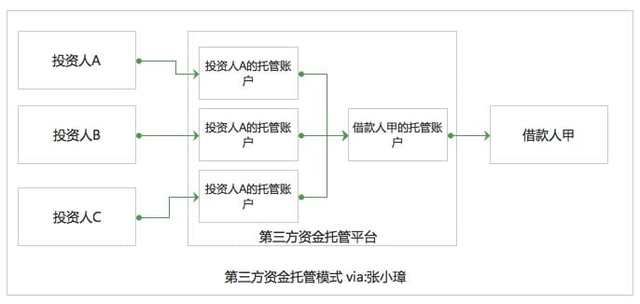 投资人A
投资人A的托管账
户
投资人B
投资人A的托管账
户
借款人甲的托管账
户
借款人甲
投资人C
投资人A的托管账
户
第三方资金托管平台
第三方资金托管模式 via:张小璋